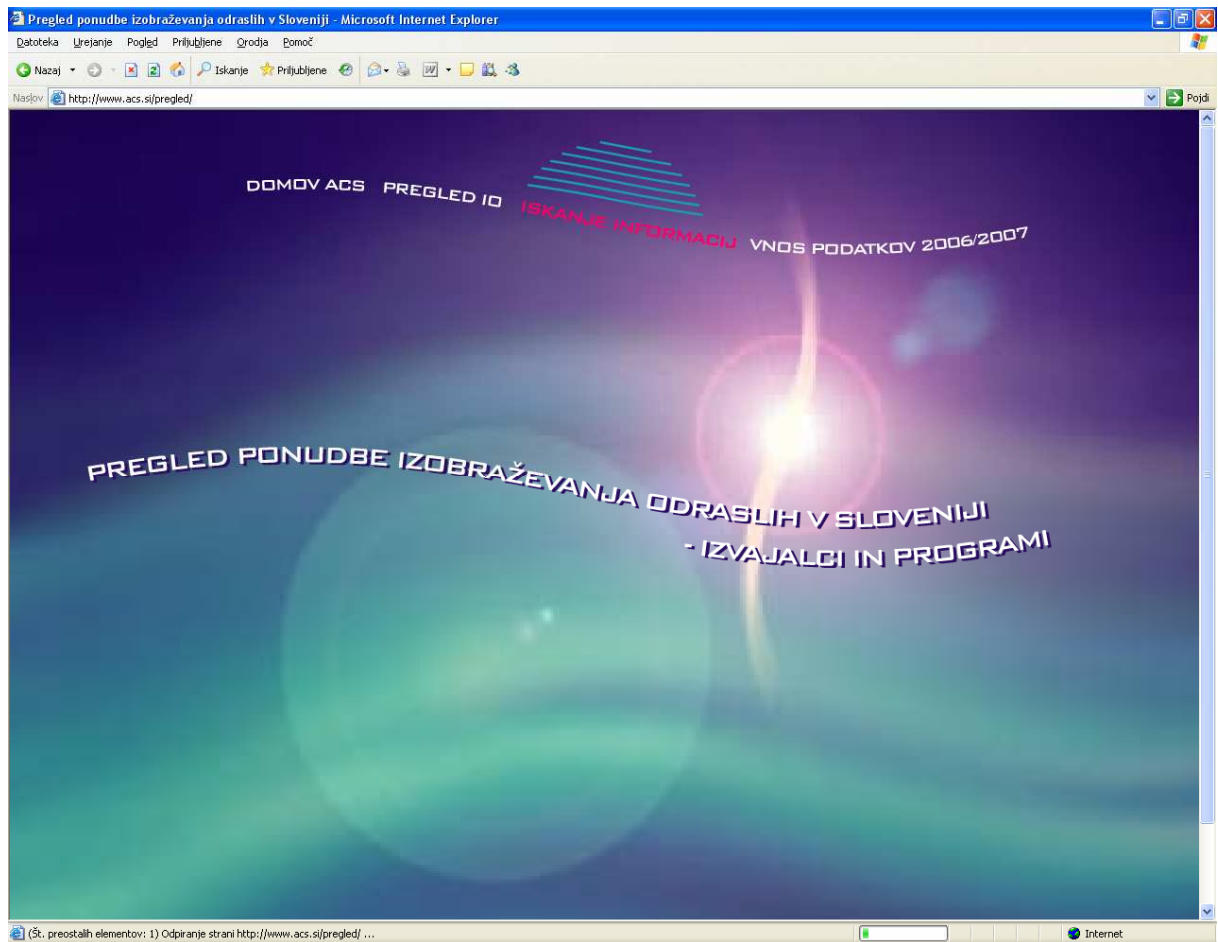 Pregled ponudbe izobraževanja odraslih v Sloveniji - Microsoft Internet Explorer
Datoteka Urejanje Pogled Priljubljene Orodja Pomoč
Nazaj Iskanje Priljubljene
Naslov http://www.acs.si/pregled/ Pojdi
DOMOV ACS PREGLED IO ISKANJE INFORMACIJ VNOS PODATKOV 2006/2007
PREGLED PONUDBE IZOBRAŽEVANJA ODRASLIH V SLOVENIJI
- IZVAJALCI IN PROGRAMI
(Št. preostalih elementov: 1) Odpiranje strani http://www.acs.si/pregled/ ... Internet